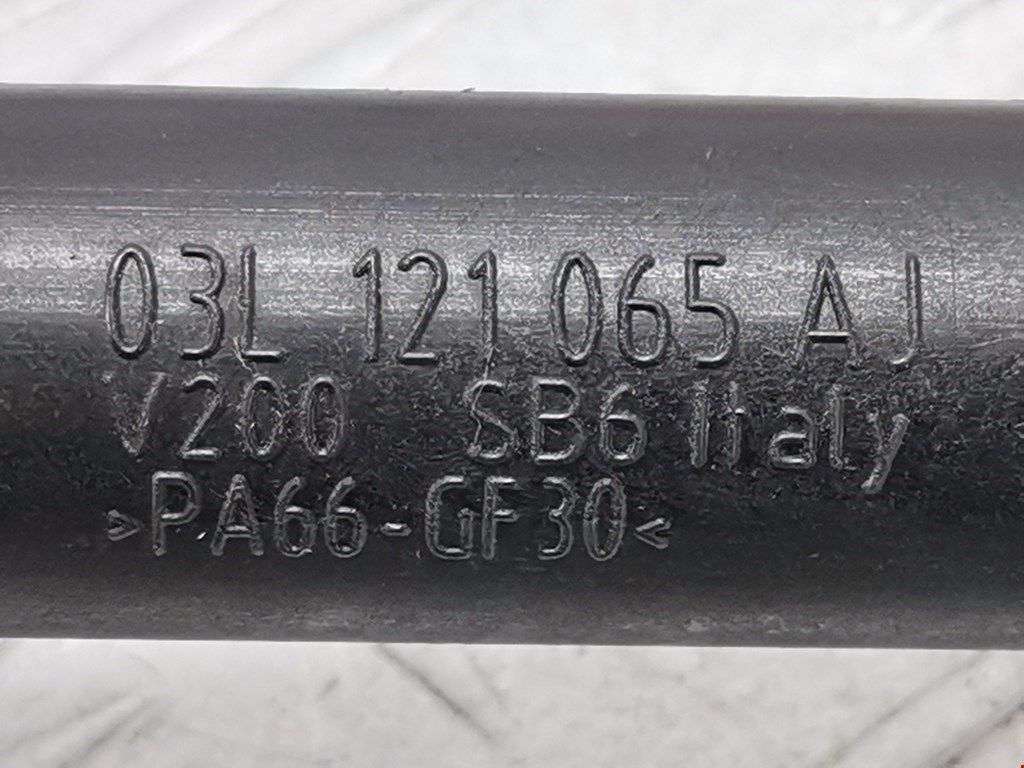 03L 121 065 AJ
V200 SB6 Italy
>PA66-GF30<